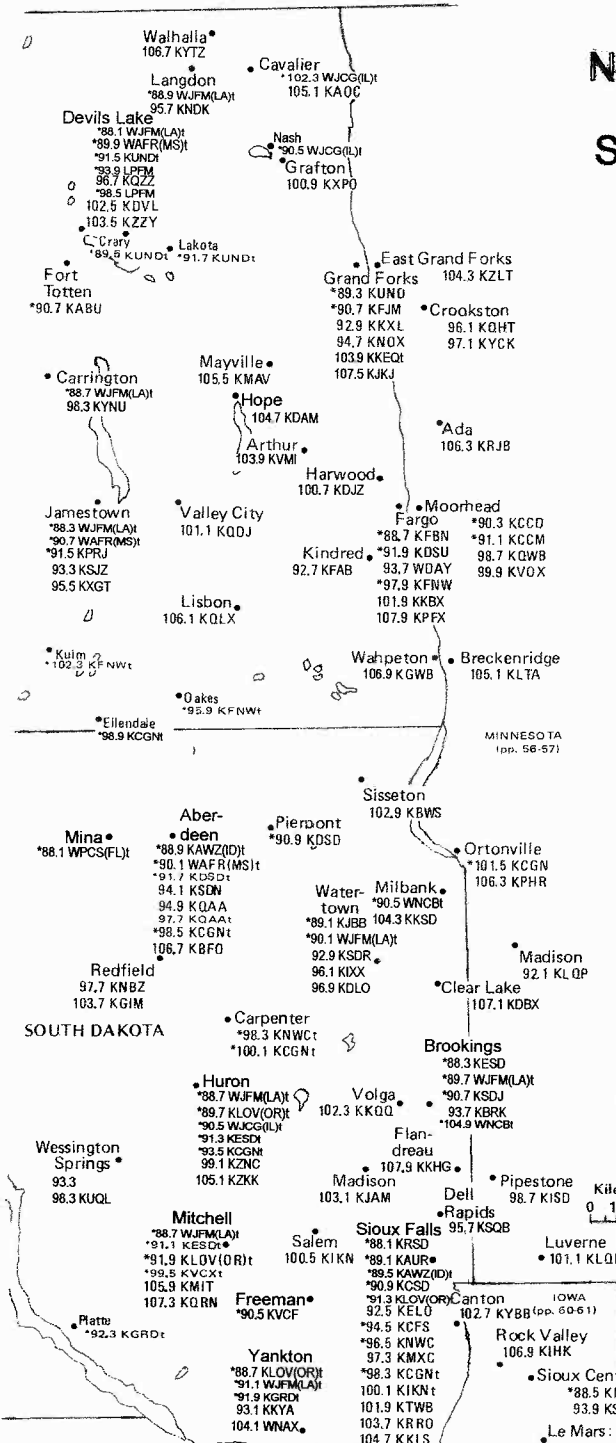 Walhalla
106.7 KYTZ
Langdon
*88.9 WJFM(LA)t
95.7 KNDK
Cavalier
*102.3 WJCG(IL)t
105.1 KAOC
N
S
Devils Lake
*88.1 WJFM(LA)t
*89.9 WAFR(MS)t
*91.5 KUNDt
*93.9 LPFM
96.7 KQZZ
*98.5 LPFM
102.5 KDVL
103.5 KZZY
Nash
*90.5 WJCG(IL)t
Grafton
100.9 KXPO
Crary
*89.5 KUNDt
Lakota
*91.7 KUNDt
Fort
Totten
*90.7 KABU
East Grand Forks
104.3 KZLT
Grand Forks
*89.3 KUND
*90.7 KFJM
92.9 KKXL
94.7 KNOX
103.9 KKEQt
107.5 KJKJ
Crookston
96.1 KQHT
97.1 KYCK
Carrington
*88.7 WJFM(LA)t
98.3 KYNU
Mayville
105.5 KMAV
Hope
104.7 KDAM
Arthur
103.9 KVMI
Ada
106.3 KRJB
Harwood
100.7 KDJZ
Jamestown
*88.3 WJFM(LA)t
*90.7 WAFR(MS)t
*91.5 KPRJ
93.3 KSJZ
95.5 KXGT
Valley City
101.1 KQDJ
Moorhead
*90.3 KCCD
*91.1 KCCM
98.7 KQWB
99.9 KVOX
Fargo
*88.7 KFBN
*91.9 KDSU
93.7 WDAY
*97.9 KFNW
101.9 KKBX
107.9 KPFX
Kindred
92.7 KFAB
Lisbon
106.1 KQLX
Kulm
*102.3 KFNWt
Wahpeton
106.9 KGWB
Breckenridge
105.1 KLTA
Oakes
*95.9 KFNWt
Ellendale
*98.9 KCGNt
MINNESOTA
(pp. 56-57)
Sisseton
102.9 KBWS
Mina
*88.1 WPCS(FL)t
Aber-
deen
*88.9 KAWZ(ID)t
*90.1 WAFR(MS)t
*91.7 KDSDt
94.1 KSDN
94.9 KQAA
97.7 KQAAt
*98.5 KCGNt
106.7 KBFO
Pierpont
*90.9 KDSD
Ortonville
*101.5 KCGN
106.3 KPHR
Milbank
*90.5 WNCBt
104.3 KKSD
Water-
town
*89.1 KJBB
*90.1 WJFM(LA)t
92.9 KSDR
96.1 KIXX
96.9 KDLO
Madison
92.1 KLQP
Redfield
97.7 KNBZ
103.7 KGIM
Clear Lake
107.1 KDBX
SOUTH DAKOTA
Carpenter
*98.3 KNWCt
*100.1 KCGNt
Brookings
*88.3 KESD
*89.7 WJFM(LA)t
*90.7 KSDJ
93.7 KBRK
*104.9 WNCBt
Huron
*88.7 WJFM(LA)t
*89.7 KLOV(OR)t
*90.5 WJCG(IL)t
*91.3 KESDt
*93.5 KCGNt
99.1 KZNC
105.1 KZKK
Volga
102.3 KKQQ
Flan-
dreau
107.9 KKHG
Wessington
Springs
93.3
98.3 KUQL
Madison
103.1 KJAM
Pipestone
98.7 KISD
Dell
Rapids
95.7 KSQB
Kile
0 1
Mitchell
*88.7 WJFM(LA)t
*91.1 KESDt
*91.9 KLOV(OR)t
*99.5 KVCXt
105.9 KMIT
107.3 KQRN
Salem
100.5 KIKN
Luverne
101.1 KLQ
Sioux Falls
*88.1 KRSD
*89.1 KAUR
*89.5 KAWZ(ID)t
*90.9 KCSD
*91.3 KLOV(OR)
92.5 KELO
*94.5 KCFS
*96.5 KNWC
97.3 KMXC
*98.3 KCGNt
100.1 KIKNt
101.9 KTWB
103.7 KRRO
104.7 KKLS
Canton
102.7 KYBB
IOWA
(pp. 60-61)
Freeman
*90.5 KVCF
Platte
*92.3 KGRDt
Rock Valley
106.9 KIHK
Yankton
*88.7 KLOV(OR)t
*91.1 WJFM(LA)t
*91.9 KGRDt
93.1 KKYA
104.1 WNAX
Sioux Cen
*88.5 K
93.9 KS
Le Mars: